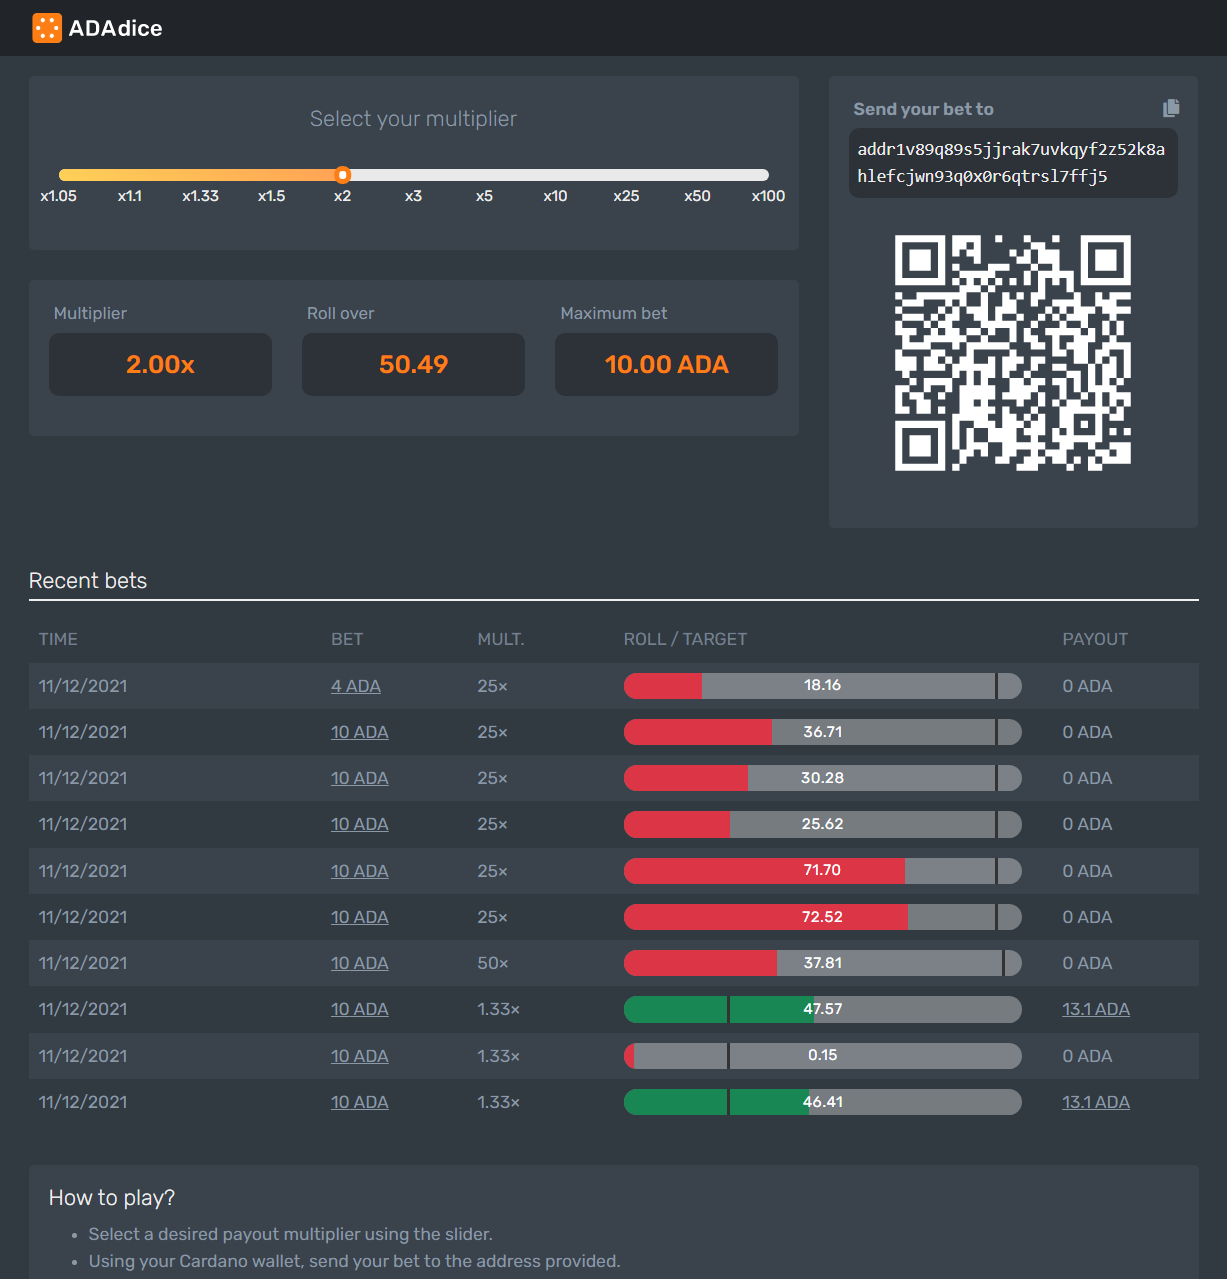 ADAdice
Select your multiplier
x1.05 x1.1 x1.33 x1.5 x2 x3 x5 x10 x25 x50 x100
Multiplier Roll over Maximum bet
2.00x 50.49 10.00 ADA
Send your bet to
addr1v89q89s5jjrak7uvkqyf2z52k8a
hlefcjwn93q0x0r6qtrsl7ffj5
Recent bets
TIME BET MULT. ROLL / TARGET PAYOUT
11/12/2021 4 ADA 25× 18.16 0 ADA
11/12/2021 10 ADA 25× 36.71 0 ADA
11/12/2021 10 ADA 25× 30.28 0 ADA
11/12/2021 10 ADA 25× 25.62 0 ADA
11/12/2021 10 ADA 25× 71.70 0 ADA
11/12/2021 10 ADA 25× 72.52 0 ADA
11/12/2021 10 ADA 50× 37.81 0 ADA
11/12/2021 10 ADA 1.33× 47.57 13.1 ADA
11/12/2021 10 ADA 1.33× 0.15 0 ADA
11/12/2021 10 ADA 1.33× 46.41 13.1 ADA
How to play?
• Select a desired payout multiplier using the slider.
• Using your Cardano wallet, send your bet to the address provided.